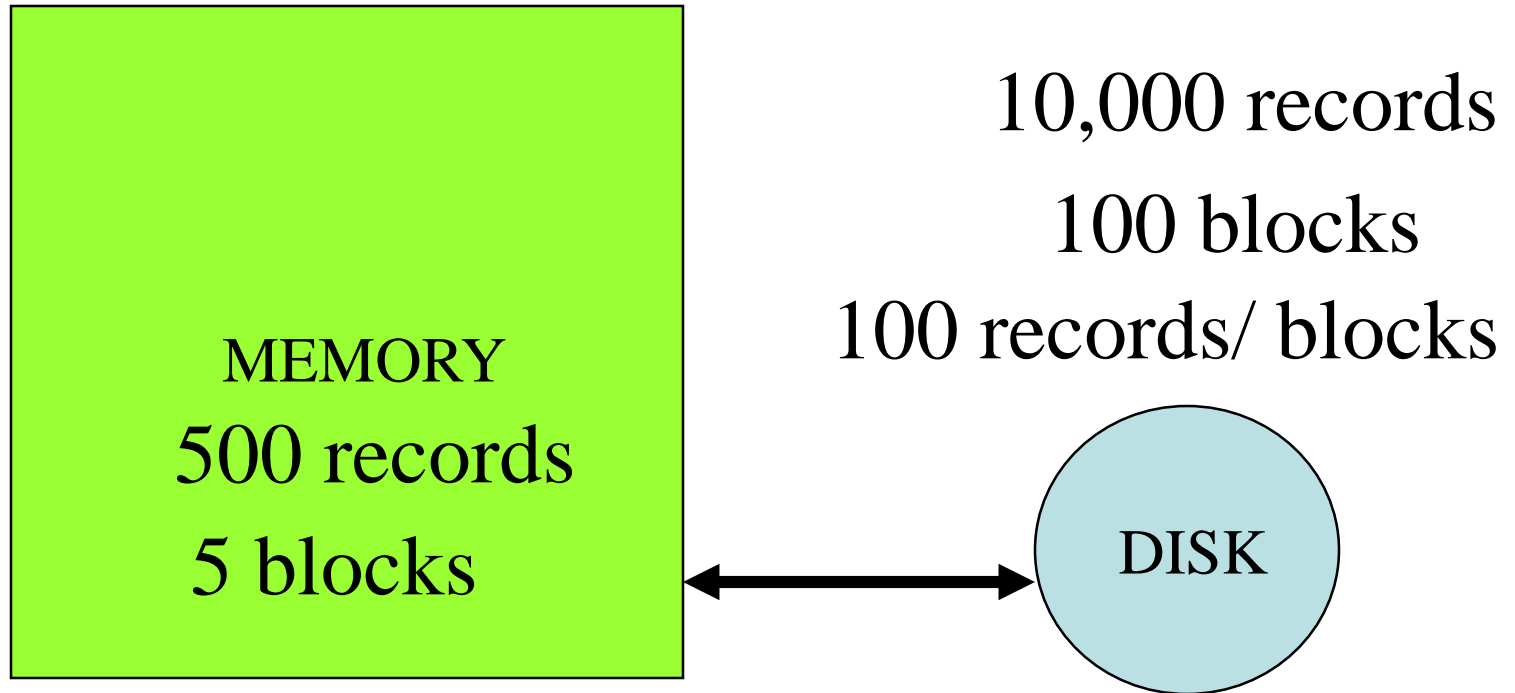 10,000 records
100 blocks
100 records/ blocks
MEMORY
500 records
5 blocks
DISK